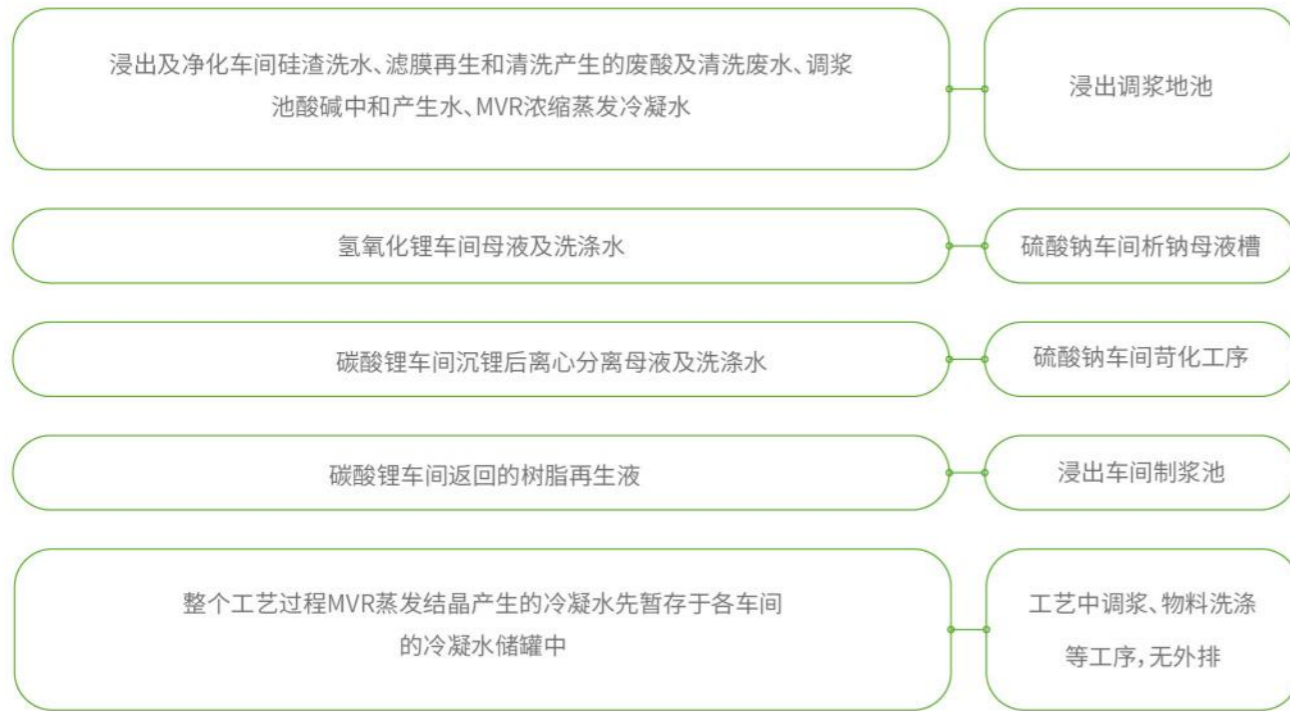 浸出及净化车间硅渣洗水、滤膜再生和清洗产生的废酸及清洗废水、调浆
池酸碱中和产生水、MVR浓缩蒸发冷凝水
浸出调浆地池
氢氧化锂车间母液及洗涤水
硫酸钠车间析钠母液槽
碳酸锂车间沉锂后离心分离母液及洗涤水
硫酸钠车间苛化工序
碳酸锂车间返回的树脂再生液
浸出车间制浆池
整个工艺过程MVR蒸发结晶产生的冷凝水先暂存于各车间
的冷凝水储罐中
工艺中调浆、物料洗涤
等工序,无外排